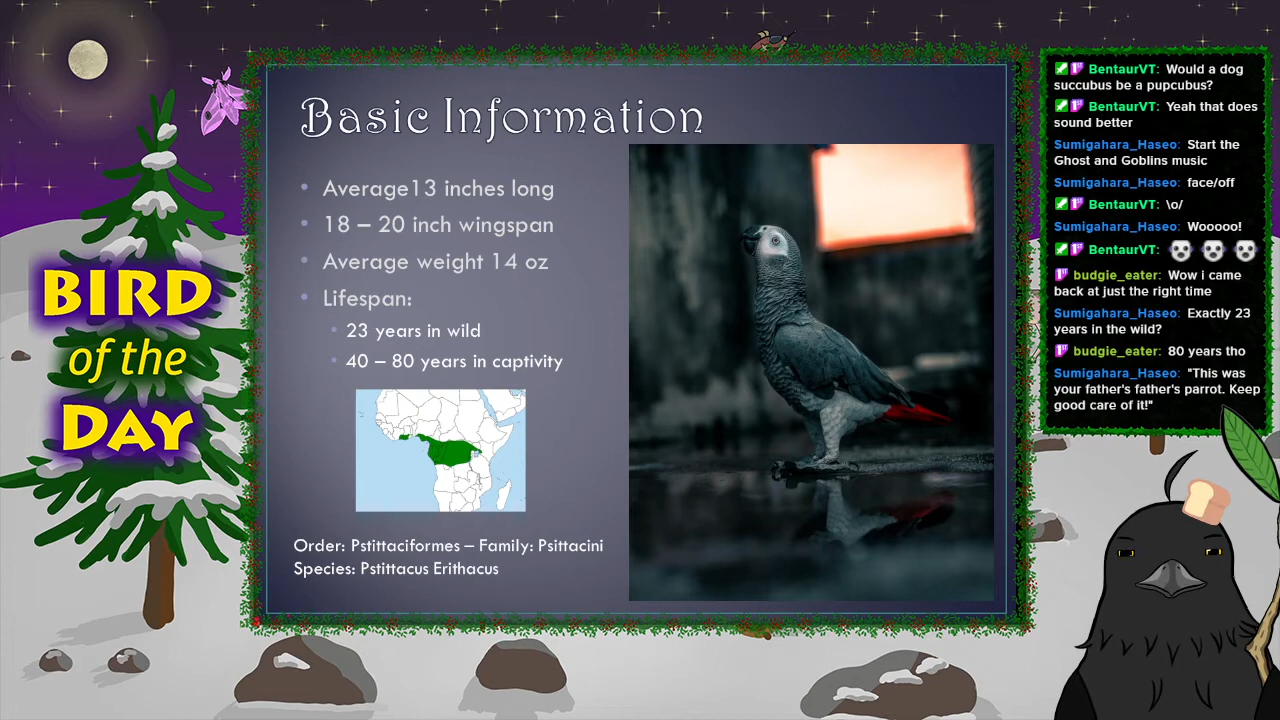 BIRD
of the
DAY
Basic Information
Average13 inches long
18 – 20 inch wingspan
Average weight 14 oz
Lifespan:
23 years in wild
40 – 80 years in captivity
Order: Pstittaciformes – Family: Psittacini
Species: Pstittacus Erithacus
BentaurVT: Would a dog
succubus be a pupcubus?
BentaurVT: Yeah that does
sound better
Sumigahara_Haseo: Start the
Ghost and Goblins music
Sumigahara_Haseo: face/off
BentaurVT: \o/
Sumigahara_Haseo: Wooooo!
BentaurVT:
budgie_eater: Wow i came
back at just the right time
Sumigahara_Haseo: Exactly 23
years in the wild?
budgie_eater: 80 years tho
Sumigahara_Haseo: "This was
your father's father's parrot. Keep
good care of it!"